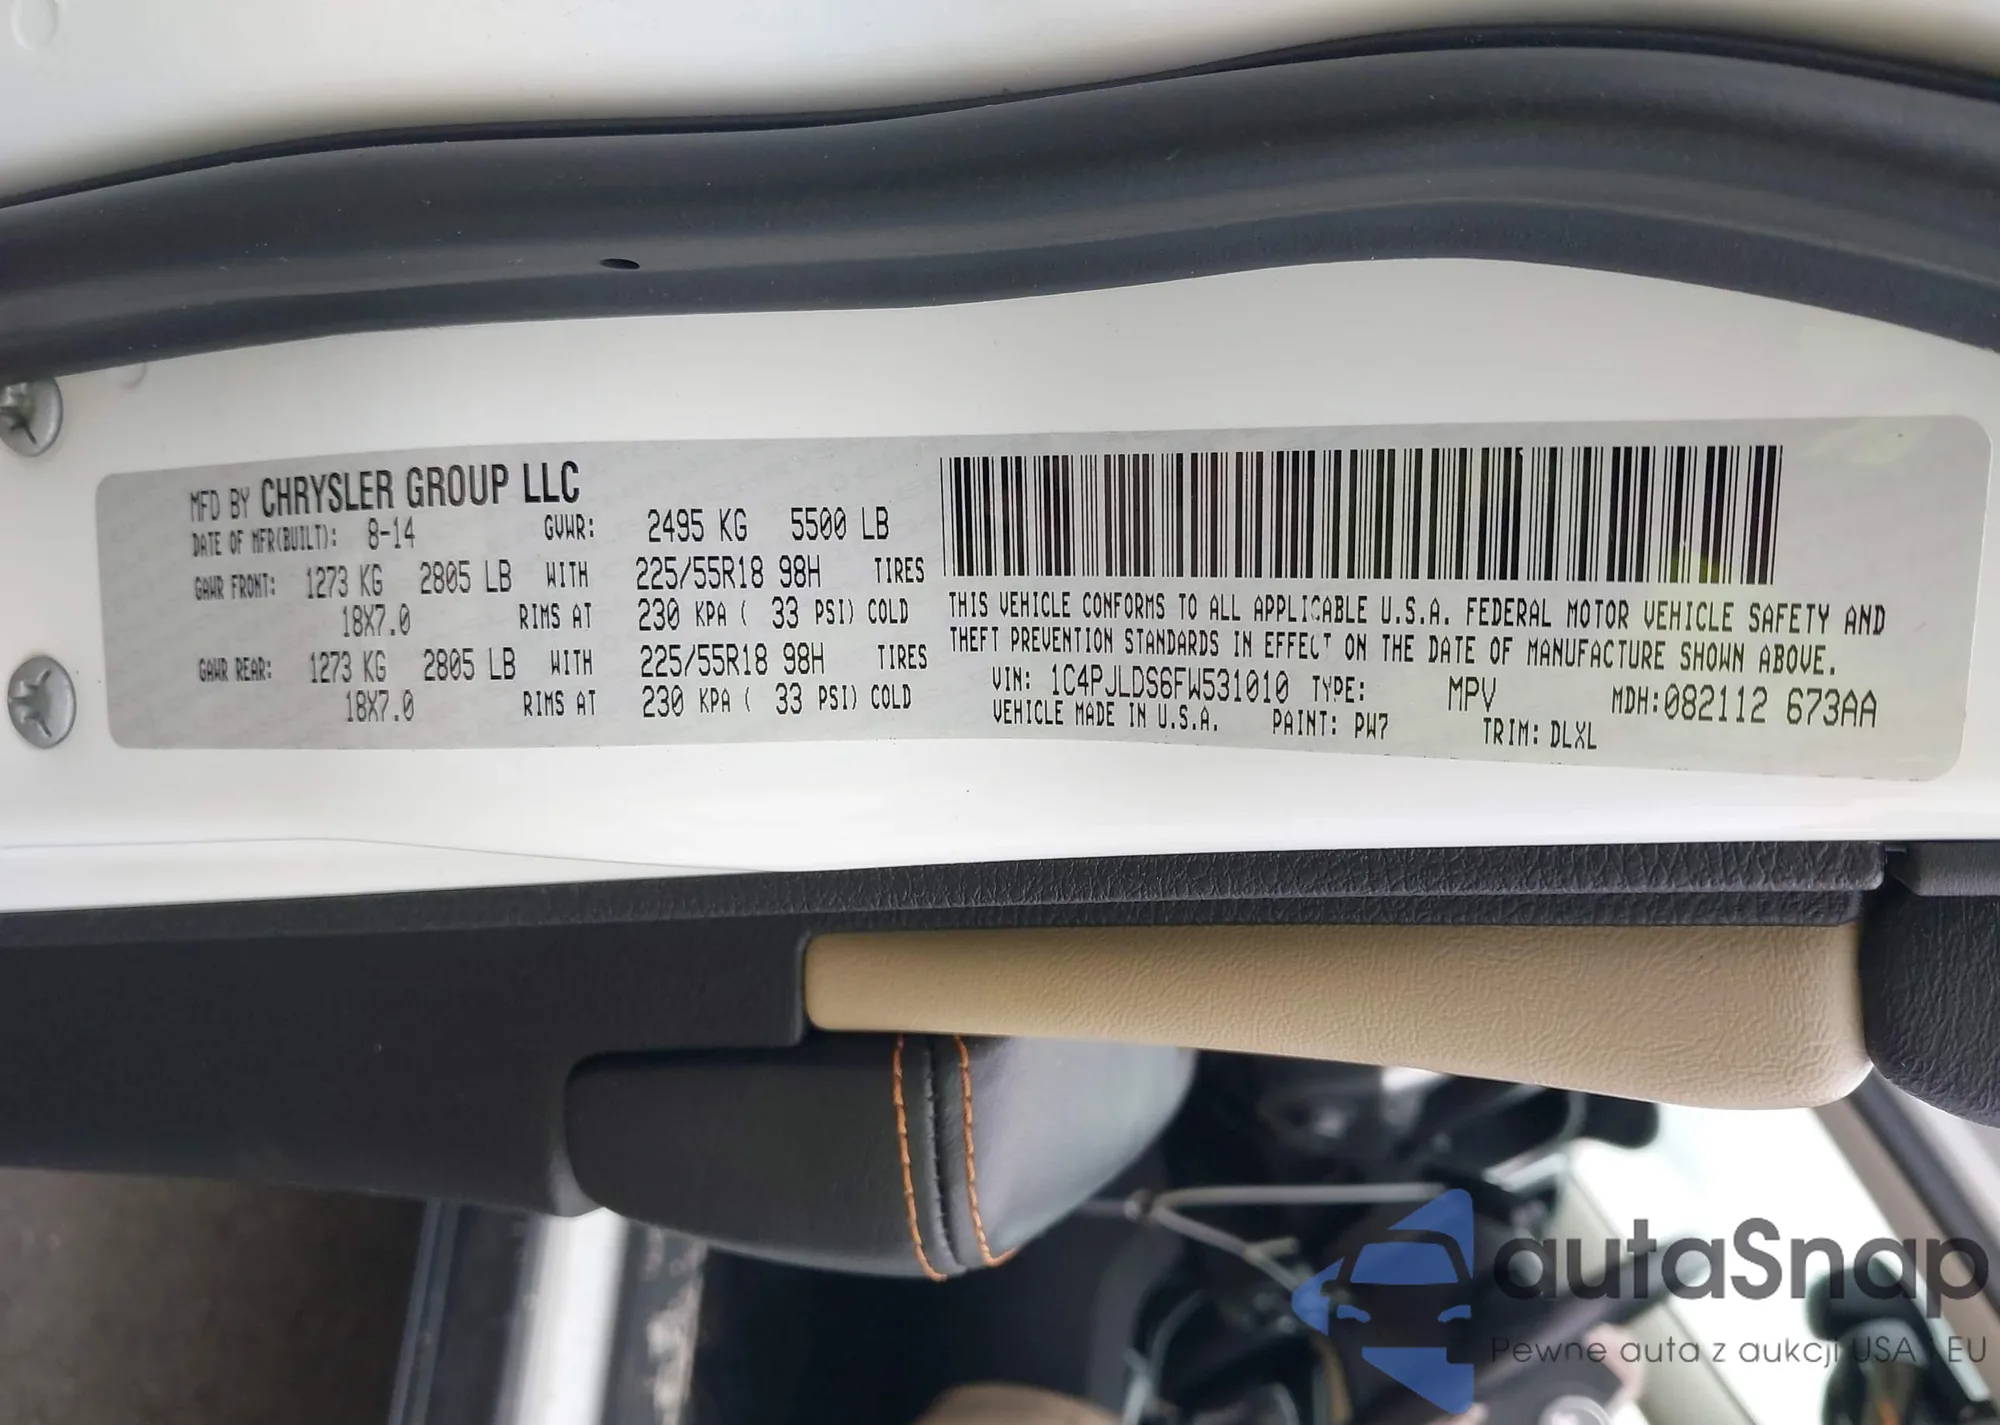 MFD BY CHRYSLER GROUP LLC
DATE OF MFR(BUILT): 8-14 GVWR: 2495 KG 5500 LB
GAWR FRONT: 1273 KG 2805 LB WITH 225/55R18 98H TIRES
18X7.0 RIMS AT 230 KPA ( 33 PSI) COLD
GAWR REAR: 1273 KG 2805 LB WITH 225/55R18 98H TIRES
18X7.0 RIMS AT 230 KPA ( 33 PSI) COLD
THIS VEHICLE CONFORMS TO ALL APPLICABLE U.S.A. FEDERAL MOTOR VEHICLE SAFETY AND
THEFT PREVENTION STANDARDS IN EFFECT ON THE DATE OF MANUFACTURE SHOWN ABOVE.
VIN: 1C4PJLDS6FW531010 TYPE: MPV MDH:082112 673AA
VEHICLE MADE IN U.S.A. PAINT: PW7 TRIM: DLXL
autaSnap
Pewne auta z aukcji USA i EU